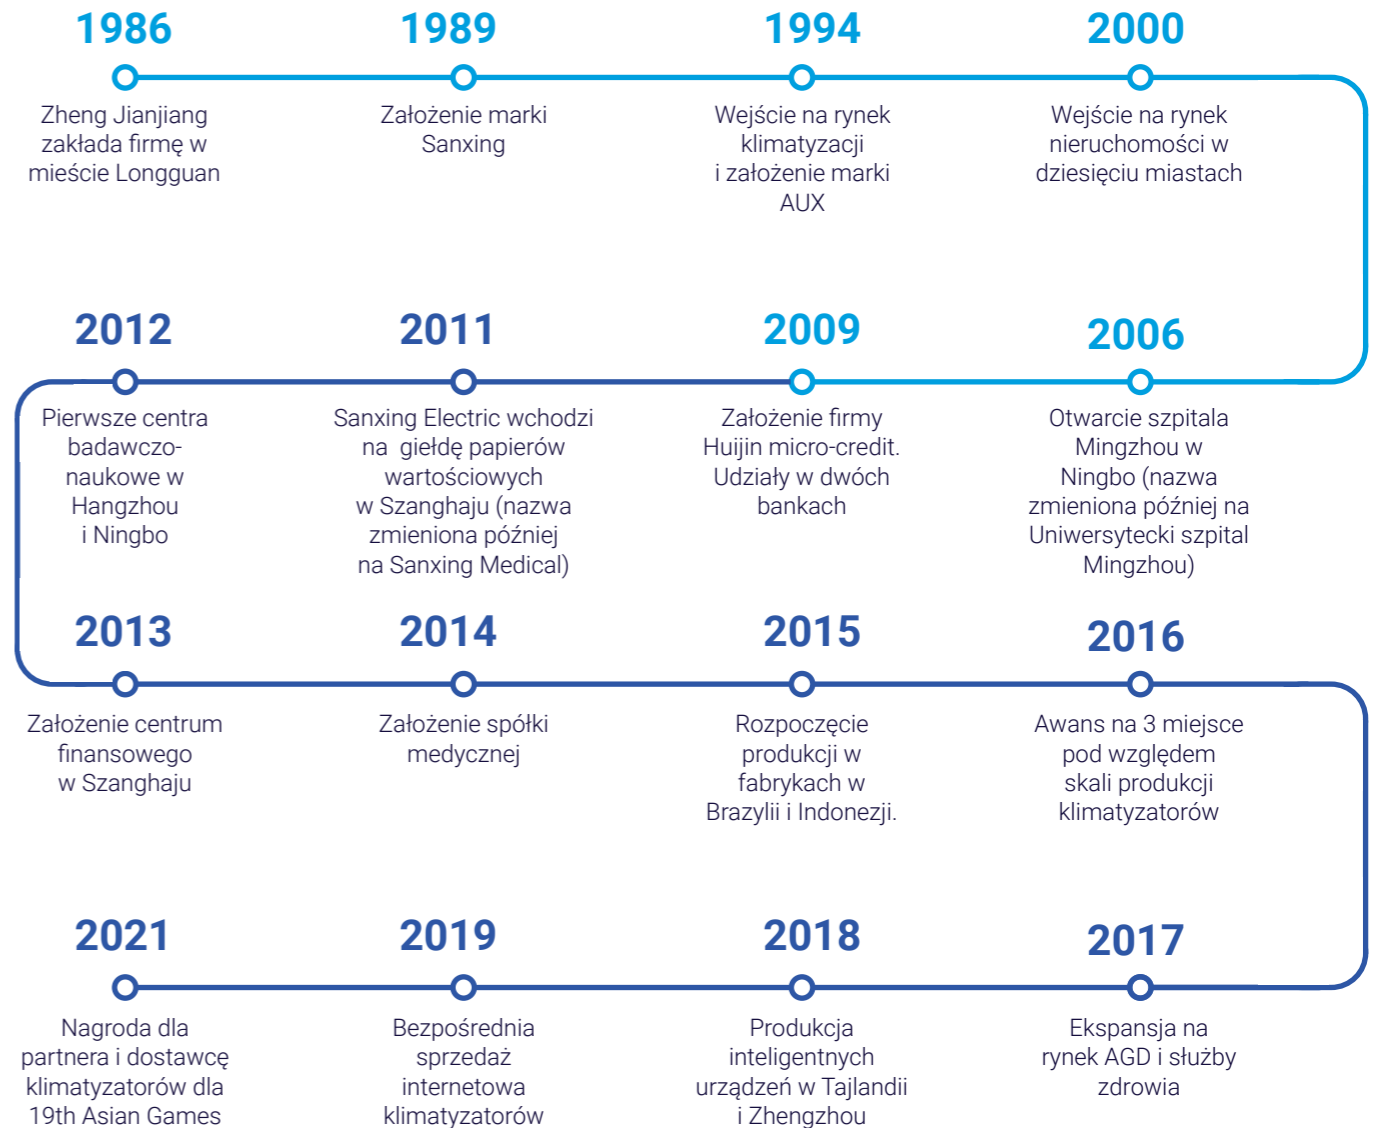 1986
Zheng Jianjiang
zakłada firmę w
mieście Longguan
1989
Założenie marki
Sanxing
1994
Wejście na rynek
klimatyzacji
i założenie marki
AUX
2000
Wejście na rynek
nieruchomości w
dziesięciu miastach
2012
Pierwsze centra
badawczo-
naukowe w
Hangzhou
i Ningbo
2011
Sanxing Electric wchodzi
na giełdę papierów
wartościowych
w Szanghaju (nazwa
zmieniona później
na Sanxing Medical)
2009
Założenie firmy
Huijin micro-credit.
Udziały w dwóch
bankach
2006
Otwarcie szpitala
Mingzhou w
Ningbo (nazwa
zmieniona później na
Uniwersytecki szpital
Mingzhou)
2013
Założenie centrum
finansowego
w Szanghaju
2014
Założenie spółki
medycznej
2015
Rozpoczęcie
produkcji w
fabrykach w
Brazylii i Indonezji.
2016
Awans na 3 miejsce
pod względem
skali produkcji
klimatyzatorów
2021
Nagroda dla
partnera i dostawcę
klimatyzatorów dla
19th Asian Games
2019
Bezpośrednia
sprzedaż
internetowa
klimatyzatorów
2018
Produkcja
inteligentnych
urządzeń w Tajlandii
i Zhengzhou
2017
Ekspansja na
rynek AGD i służby
zdrowia